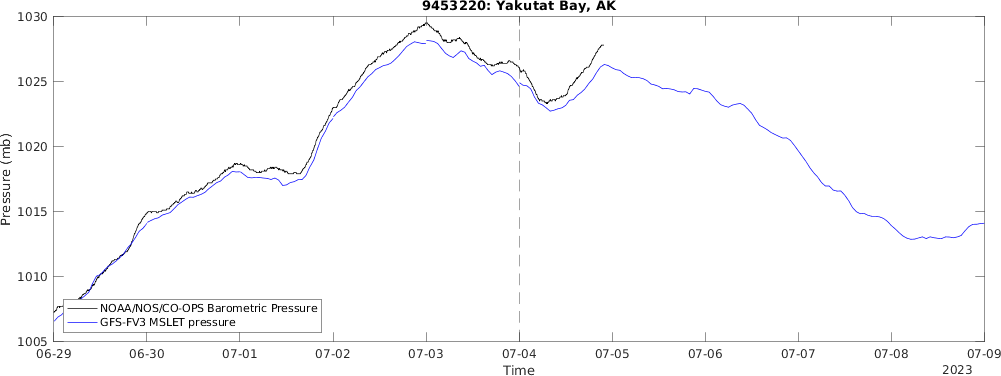 9453220: Yakutat Bay, AK
Pressure (mb)
1030
1025
1020
1015
1010
1005
NOAA/NOS/CO-OPS Barometric Pressure
GFS-FV3 MSLET pressure
06-29 06-30 07-01 07-02 07-03 07-04 07-05 07-06 07-07 07-08 07-09
Time
2023